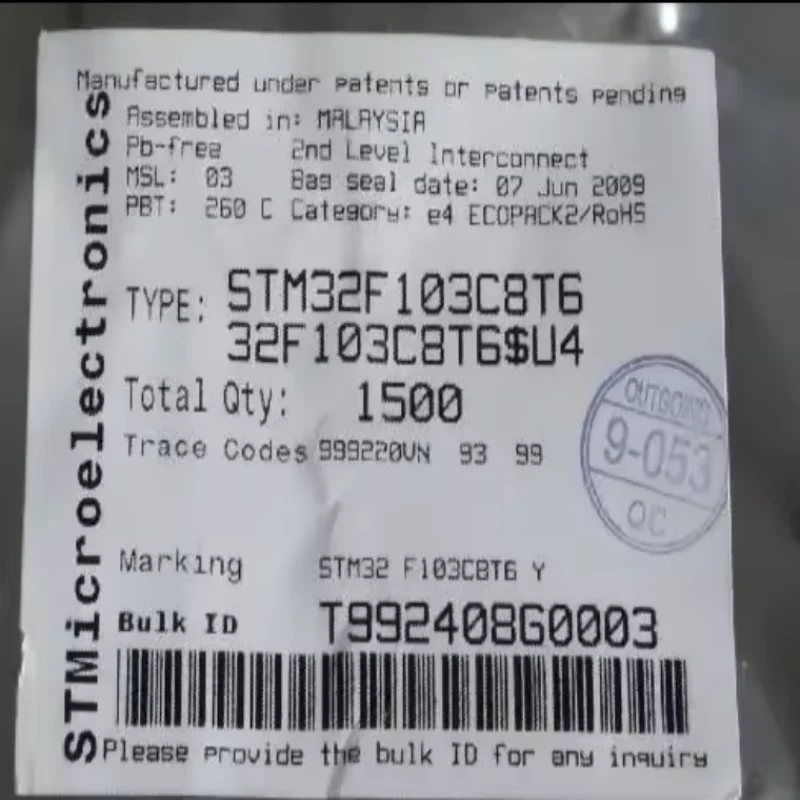 Manufactured under patents or patents pending
Assembled in: MALAYSIA
Pb-free 2nd Level Interconnect
MSL: 03 Bag seal date: 07 Jun 2009
PBT: 260 C Category: e4 ECOPACK2/RoHS
TYPE: STM32F103C8T6
32F103C8T6$U4
Total Qty: 1500
Trace Codes 999220VN 93 99
Marking STM32 F103C8T6 Y
Bulk ID T992408G0003
Please provide the bulk ID for any inquiry
STMicroelectronics
OUTGOING
9-053
QC